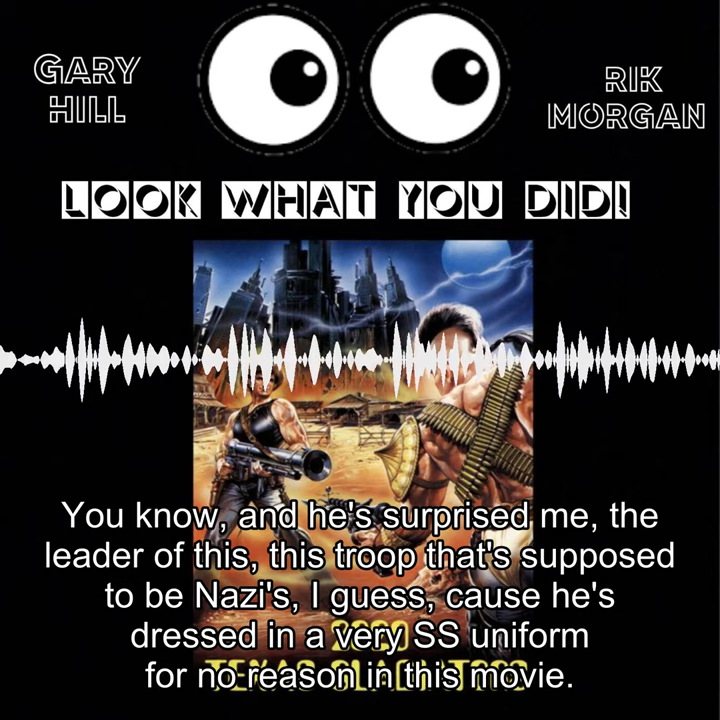 GARY
HILL
RIK
MORGAN
LOOK WHAT YOU DID!
You know, and he's surprised me, the
leader of this, this troop that's supposed
to be Nazi's, I guess, cause he's
dressed in a very SS uniform
for no reason in this movie.